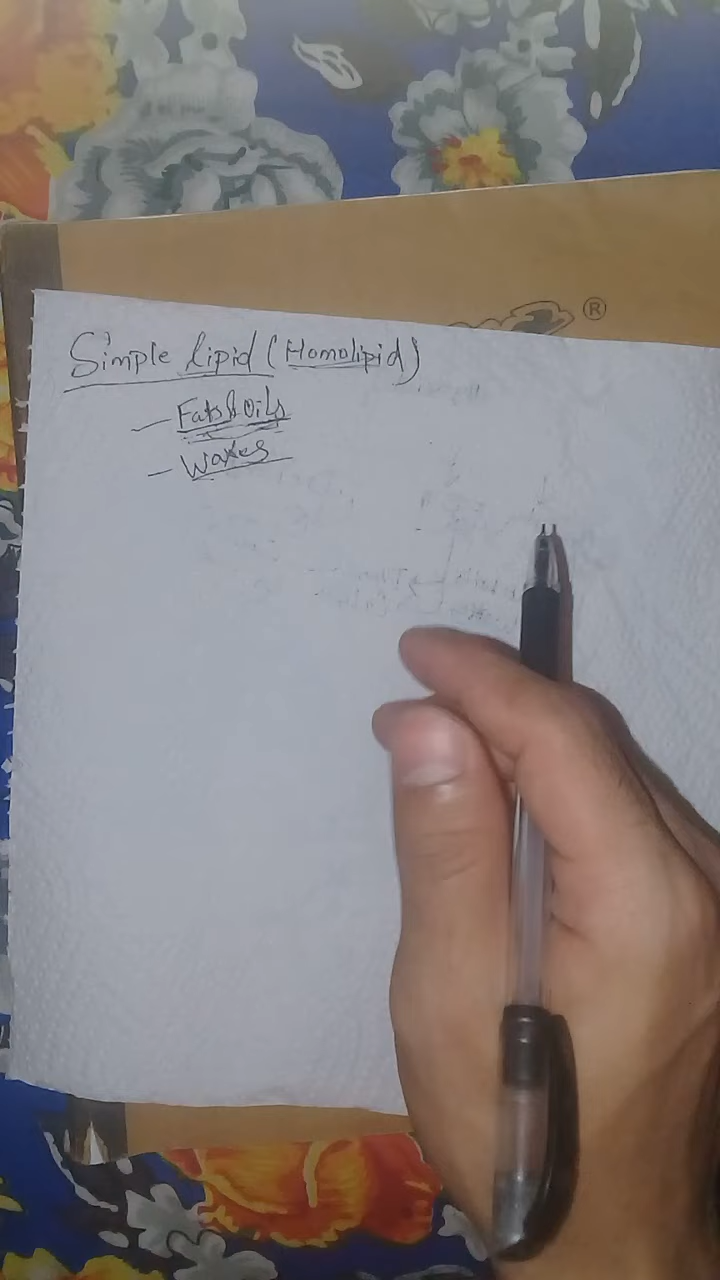 Simple Lipid (Homolipid)
— Fats & Oils
— Waxes
®